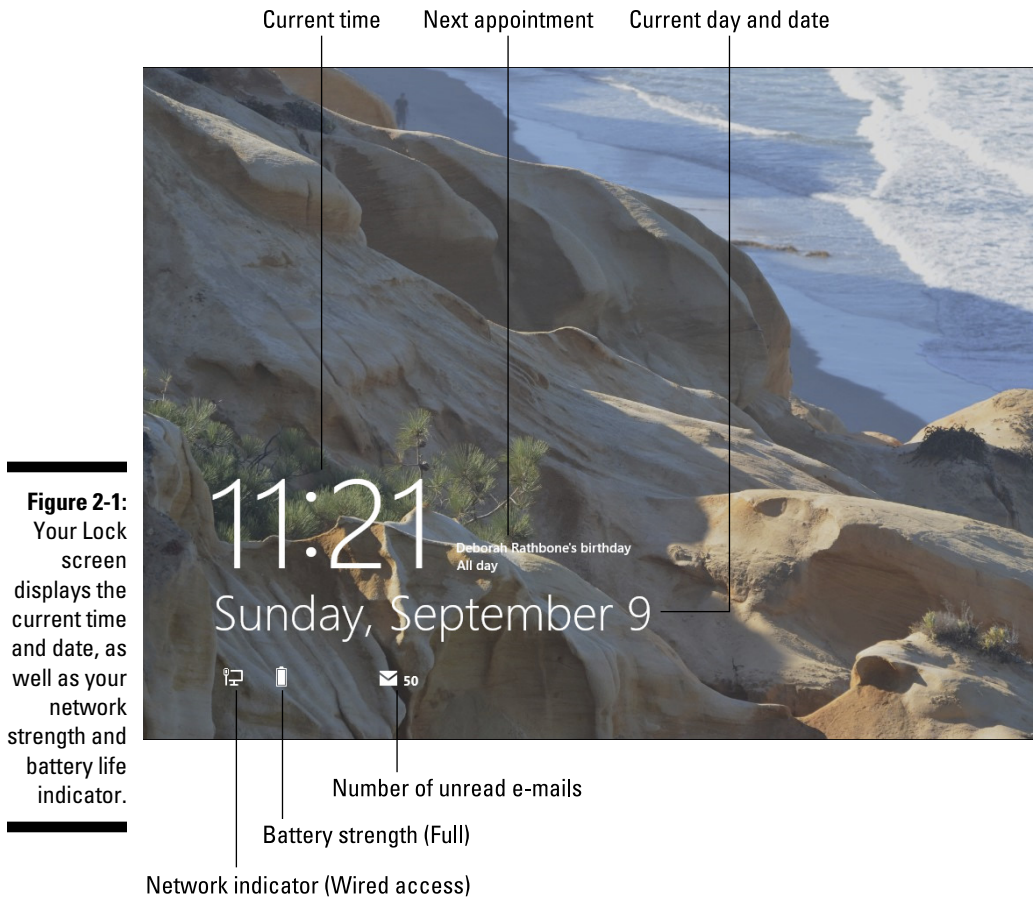 Current time
Next appointment
Current day and date
11:21
Deborah Rathbone's birthday
All day
Sunday, September 9
50
Figure 2-1:
Your Lock
screen
displays the
current time
and date, as
well as your
network
strength and
battery life
indicator.
Number of unread e-mails
Battery strength (Full)
Network indicator (Wired access)